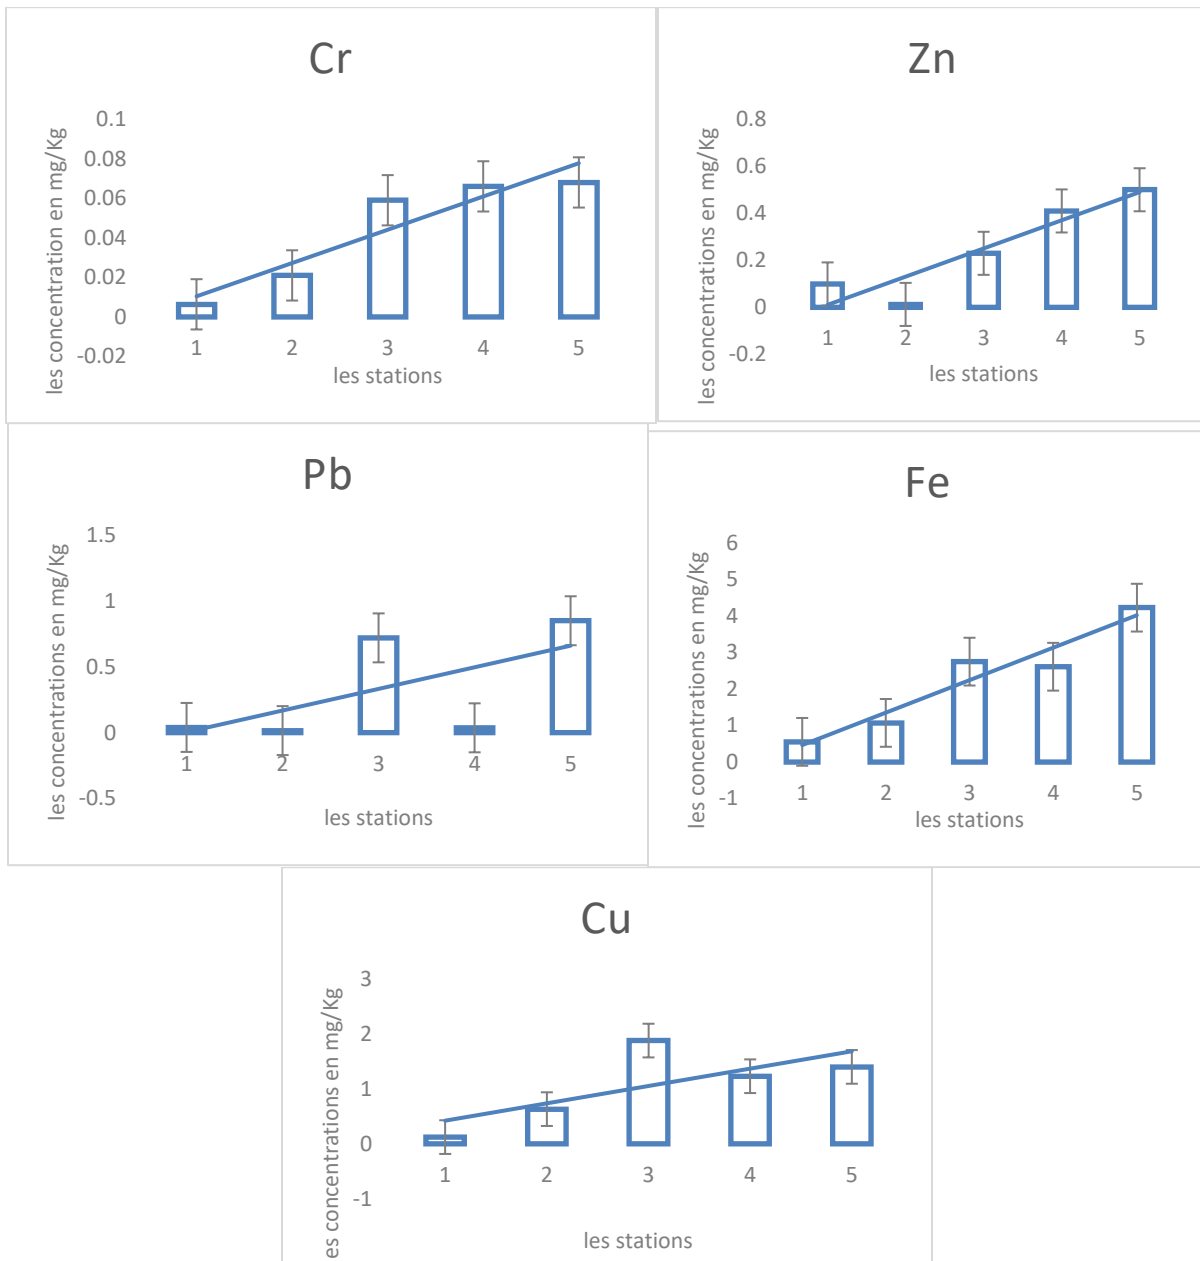 Cr
les concentration en mg/Kg
0.1
0.08
0.06
0.04
0.02
0
-0.02
1 2 3 4 5
les stations
Zn
les concentrations en mg/Kg
0.8
0.6
0.4
0.2
0
-0.2
1 2 3 4 5
les stations
Pb
les concentrations en mg/Kg
1.5
1
0.5
0
-0.5
1 2 3 4 5
les stations
Fe
les concentrations en mg/Kg
6
5
4
3
2
1
0
-1
1 2 3 4 5
les stations
Cu
es concentrations en mg/Kg
3
2
1
0
-1
1 2 3 4 5
les stations